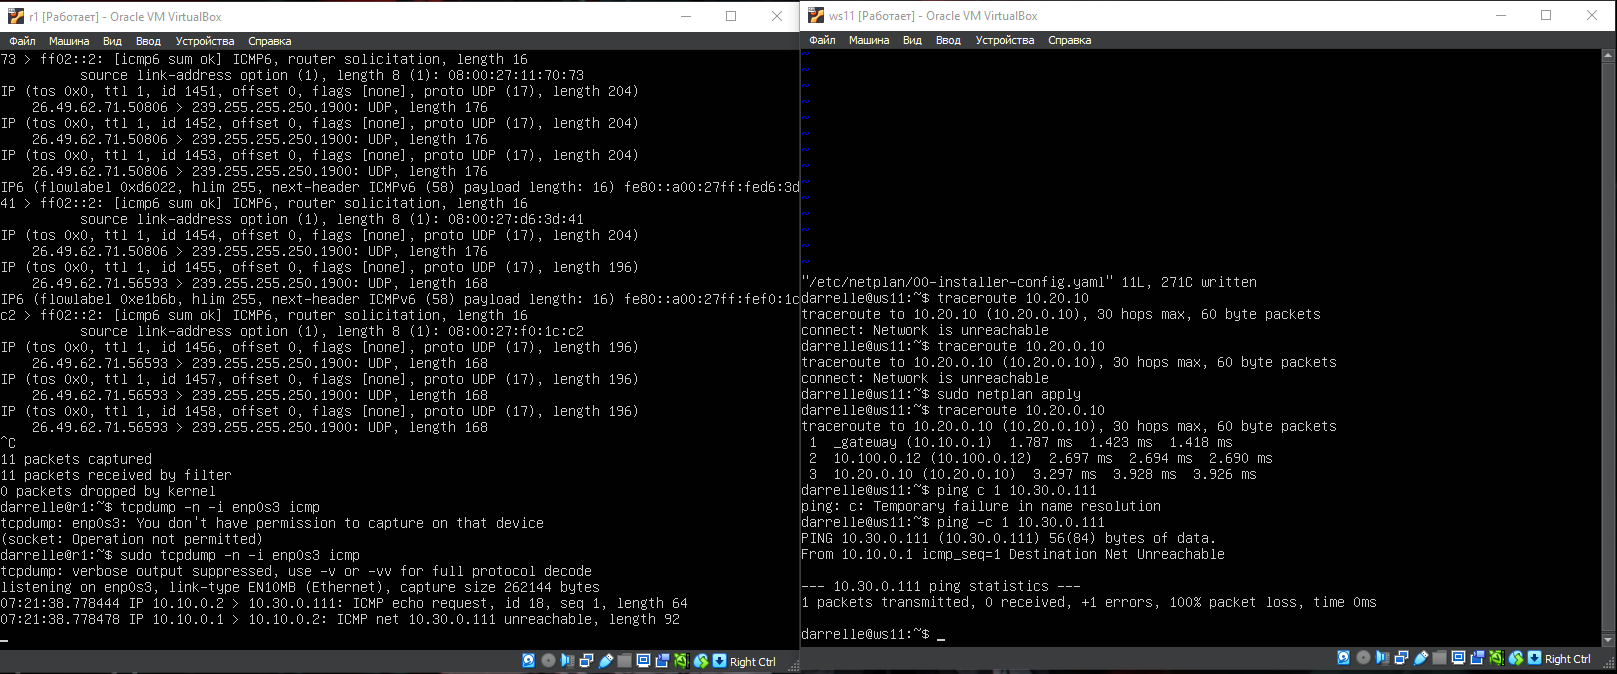 r1 [Работает] - Oracle VM VirtualBox
Файл Машина Вид Ввод Устройства Справка
73 > ff02::2: [icmp6 sum ok] ICMP6, router solicitation, length 16
source link-address option (1), length 8 (1): 08:00:27:11:70:73
IP (tos 0x0, ttl 1, id 1451, offset 0, flags [none], proto UDP (17), length 204)
26.49.62.71.50806 > 239.255.255.250.1900: UDP, length 176
IP (tos 0x0, ttl 1, id 1452, offset 0, flags [none], proto UDP (17), length 204)
26.49.62.71.50806 > 239.255.255.250.1900: UDP, length 176
IP (tos 0x0, ttl 1, id 1453, offset 0, flags [none], proto UDP (17), length 204)
26.49.62.71.50806 > 239.255.255.250.1900: UDP, length 176
IP6 (flowlabel 0xd6022, hlim 255, next-header ICMPv6 (58) payload length: 16) fe80::a00:27ff:fed6:3d
41 > ff02::2: [icmp6 sum ok] ICMP6, router solicitation, length 16
source link-address option (1), length 8 (1): 08:00:27:d6:3d:41
IP (tos 0x0, ttl 1, id 1454, offset 0, flags [none], proto UDP (17), length 204)
26.49.62.71.50806 > 239.255.255.250.1900: UDP, length 176
IP (tos 0x0, ttl 1, id 1455, offset 0, flags [none], proto UDP (17), length 196)
26.49.62.71.56593 > 239.255.255.250.1900: UDP, length 168
IP6 (flowlabel 0xe1b6b, hlim 255, next-header ICMPv6 (58) payload length: 16) fe80::a00:27ff:fef0:1c
c2 > ff02::2: [icmp6 sum ok] ICMP6, router solicitation, length 16
source link-address option (1), length 8 (1): 08:00:27:f0:1c:c2
IP (tos 0x0, ttl 1, id 1456, offset 0, flags [none], proto UDP (17), length 196)
26.49.62.71.56593 > 239.255.255.250.1900: UDP, length 168
IP (tos 0x0, ttl 1, id 1457, offset 0, flags [none], proto UDP (17), length 196)
26.49.62.71.56593 > 239.255.255.250.1900: UDP, length 168
IP (tos 0x0, ttl 1, id 1458, offset 0, flags [none], proto UDP (17), length 196)
26.49.62.71.56593 > 239.255.255.250.1900: UDP, length 168
^C
11 packets captured
11 packets received by filter
0 packets dropped by kernel
darrelle@r1:~$ tcpdump -n -i enp0s3 icmp
tcpdump: enp0s3: You don't have permission to capture on that device
(socket: Operation not permitted)
darrelle@r1:~$ sudo tcpdump -n -i enp0s3 icmp
tcpdump: verbose output suppressed, use -v or -vv for full protocol decode
listening on enp0s3, link-type EN10MB (Ethernet), capture size 262144 bytes
07:21:38.778444 IP 10.10.0.2 > 10.30.0.111: ICMP echo request, id 18, seq 1, length 64
07:21:38.778478 IP 10.10.0.1 > 10.10.0.2: ICMP net 10.30.0.111 unreachable, length 92
Right Ctrl
ws11 [Работает] - Oracle VM VirtualBox
Файл Машина Вид Ввод Устройства Справка
~
~
~
~
~
~
~
~
~
~
~
~
~
~
"/etc/netplan/00-installer-config.yaml" 11L, 271C written
darrelle@ws11:~$ traceroute 10.20.10
traceroute to 10.20.10 (10.20.0.10), 30 hops max, 60 byte packets
connect: Network is unreachable
darrelle@ws11:~$ traceroute 10.20.0.10
traceroute to 10.20.0.10 (10.20.0.10), 30 hops max, 60 byte packets
connect: Network is unreachable
darrelle@ws11:~$ sudo netplan apply
darrelle@ws11:~$ traceroute 10.20.0.10
traceroute to 10.20.0.10 (10.20.0.10), 30 hops max, 60 byte packets
1 _gateway (10.10.0.1) 1.787 ms 1.423 ms 1.418 ms
2 10.100.0.12 (10.100.0.12) 2.697 ms 2.694 ms 2.690 ms
3 10.20.0.10 (10.20.0.10) 3.297 ms 3.928 ms 3.926 ms
darrelle@ws11:~$ ping c 1 10.30.0.111
ping: c: Temporary failure in name resolution
darrelle@ws11:~$ ping -c 1 10.30.0.111
PING 10.30.0.111 (10.30.0.111) 56(84) bytes of data.
From 10.10.0.1 icmp_seq=1 Destination Net Unreachable
--- 10.30.0.111 ping statistics ---
1 packets transmitted, 0 received, +1 errors, 100% packet loss, time 0ms
darrelle@ws11:~$ _
Right Ctrl